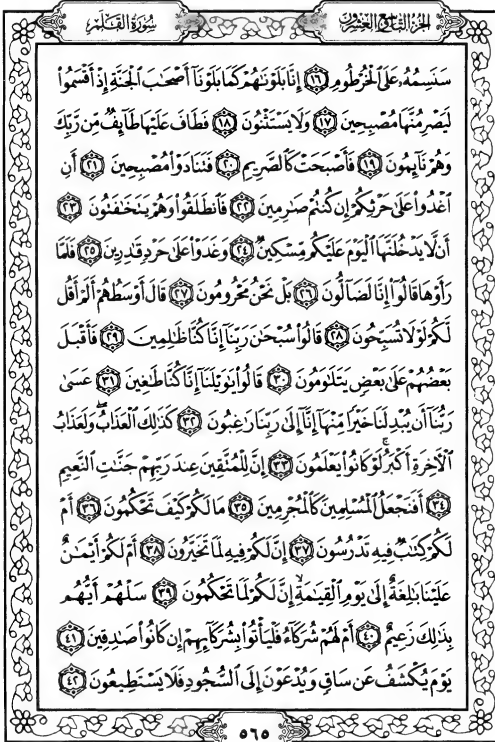 الجزء التاسع والعشرون
سورة القلم
سَنَسِمُهُۥ عَلَى ٱلۡخُرۡطُومِ ١٦ إِنَّا بَلَوۡنَٰهُمۡ كَمَا بَلَوۡنَآ أَصۡحَٰبَ ٱلۡجَنَّةِ إِذۡ أَقۡسَمُواْ
لَيَصۡرِمُنَّهَا مُصۡبِحِينَ ١٧ وَلَا يَسۡتَثۡنُونَ ١٨ فَطَافَ عَلَيۡهَا طَآئِفٞ مِّن رَّبِّكَ
وَهُمۡ نَآئِمُونَ ١٩ فَأَصۡبَحَتۡ كَٱلصَّرِيمِ ٢٠ فَتَنَادَوۡاْ مُصۡبِحِينَ ٢١ أَنِ
ٱغۡدُواْ عَلَىٰ حَرۡثِكُمۡ إِن كُنتُمۡ صَٰرِمِينَ ٢٢ فَٱنطَلَقُواْ وَهُمۡ يَتَخَٰفَتُونَ ٢٣
أَن لَّا يَدۡخُلَنَّهَا ٱلۡيَوۡمَ عَلَيۡكُم مِّسۡكِينٞ ٢٤ وَغَدَوۡاْ عَلَىٰ حَرۡدٖ قَٰدِرِينَ ٢٥ فَلَمَّا
رَأَوۡهَا قَالُوٓاْ إِنَّا لَضَآلُّونَ ٢٦ بَلۡ نَحۡنُ مَحۡرُومُونَ ٢٧ قَالَ أَوۡسَطُهُمۡ أَلَمۡ أَقُل
لَّكُمۡ لَوۡلَا تُسَبِّحُونَ ٢٨ قَالُواْ سُبۡحَٰنَ رَبِّنَآ إِنَّا كُنَّا ظَٰلِمِينَ ٢٩ فَأَقۡبَلَ
بَعۡضُهُمۡ عَلَىٰ بَعۡضٖ يَتَلَٰوَمُونَ ٣٠ قَالُواْ يَٰوَيۡلَنَآ إِنَّا كُنَّا طَٰغِينَ ٣١ عَسَىٰ
رَبُّنَآ أَن يُبۡدِلَنَا خَيۡرٗا مِّنۡهَآ إِنَّآ إِلَىٰ رَبِّنَا رَٰغِبُونَ ٣٢ كَذَٰلِكَ ٱلۡعَذَابُۖ وَلَعَذَابُ
ٱلۡأٓخِرَةِ أَكۡبَرُۚ لَوۡ كَانُواْ يَعۡلَمُونَ ٣٣ إِنَّ لِلۡمُتَّقِينَ عِندَ رَبِّهِمۡ جَنَّٰتِ ٱلنَّعِيمِ
٣٤ أَفَنَجۡعَلُ ٱلۡمُسۡلِمِينَ كَٱلۡمُجۡرِمِينَ ٣٥ مَا لَكُمۡ كَيۡفَ تَحۡكُمُونَ ٣٦ أَمۡ
لَكُمۡ كِتَٰبٞ فِيهِ تَدۡرُسُونَ ٣٧ إِنَّ لَكُمۡ فِيهِ لَمَا تَخَيَّرُونَ ٣٨ أَمۡ لَكُمۡ أَيۡمَٰنٌ
عَلَيۡنَا بَٰلِغَةٌ إِلَىٰ يَوۡمِ ٱلۡقِيَٰمَةِۙ إِنَّ لَكُمۡ لَمَا تَحۡكُمُونَ ٣٩ سَلۡهُمۡ أَيُّهُم
بِذَٰلِكَ زَعِيمٌ ٤٠ أَمۡ لَهُمۡ شُرَكَآءُ فَلۡيَأۡتُواْ بِشُرَكَآئِهِمۡ إِن كَانُواْ صَٰدِقِينَ ٤١
يَوۡمَ يُكۡشَفُ عَن سَاقٖ وَيُدۡعَوۡنَ إِلَى ٱلسُّجُودِ فَلَا يَسۡتَطِيعُونَ ٤٢
٥٦٥